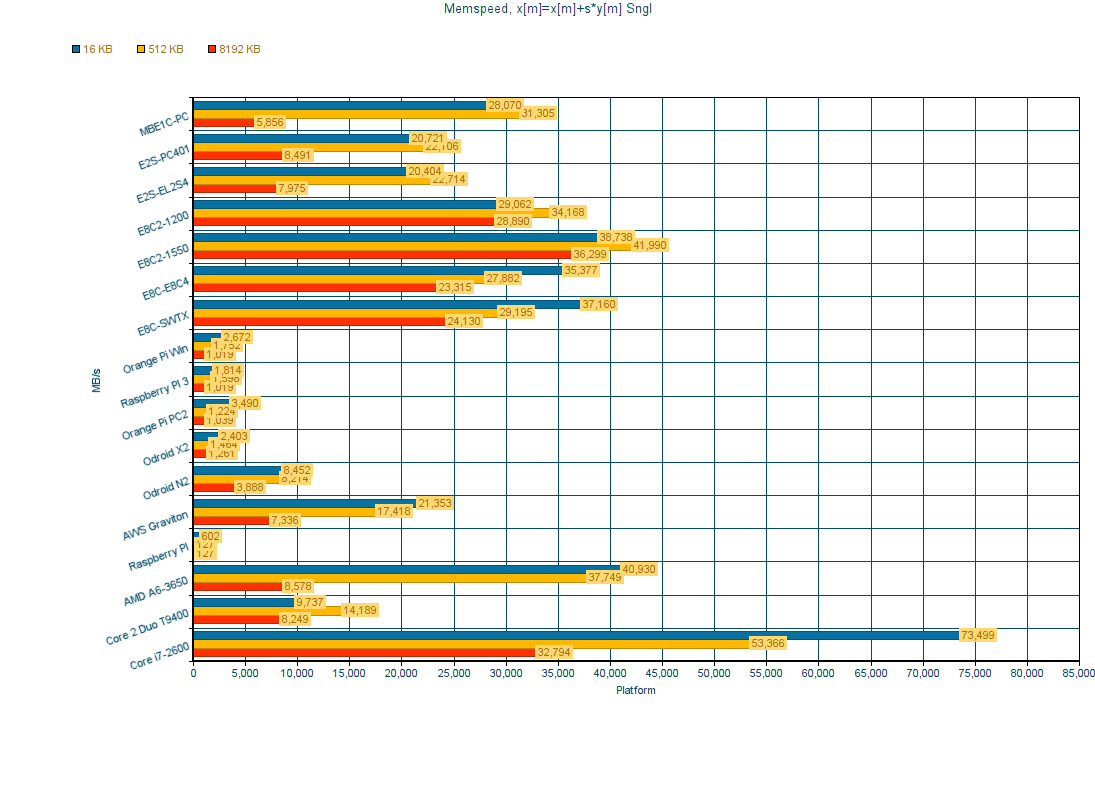 Memspeed, x[m]=x[m]+s*y[m] Sngl
16 KB 512 KB 8192 KB
MB/s
MBE1C-PC 28,070 31,305 5,856
E2S-PC401 20,721 22,106 8,491
E2S-EL2S4 20,404 22,714 7,975
E8C2-1200 29,062 34,168 28,890
E8C2-1550 38,738 41,990 36,299
E8C-E8C4 35,377 27,882 23,315
E8C-SWTX 37,160 29,195 24,130
Orange Pi Win 2,672 1,752 1,019
Raspberry PI 3 1,814 1,598 1,019
Orange Pi PC2 3,490 1,224 1,039
Odroid X2 2,403 1,464 1,261
Odroid N2 8,452 8,214 3,888
AWS Graviton 21,353 17,418 7,336
Raspberry PI 602 127 127
AMD A6-3650 40,930 37,749 8,578
Core 2 Duo T9400 9,737 14,189 8,249
Core i7-2600 73,499 53,366 32,794
0 5,000 10,000 15,000 20,000 25,000 30,000 35,000 40,000 45,000 50,000 55,000 60,000 65,000 70,000 75,000 80,000 85,000
Platform